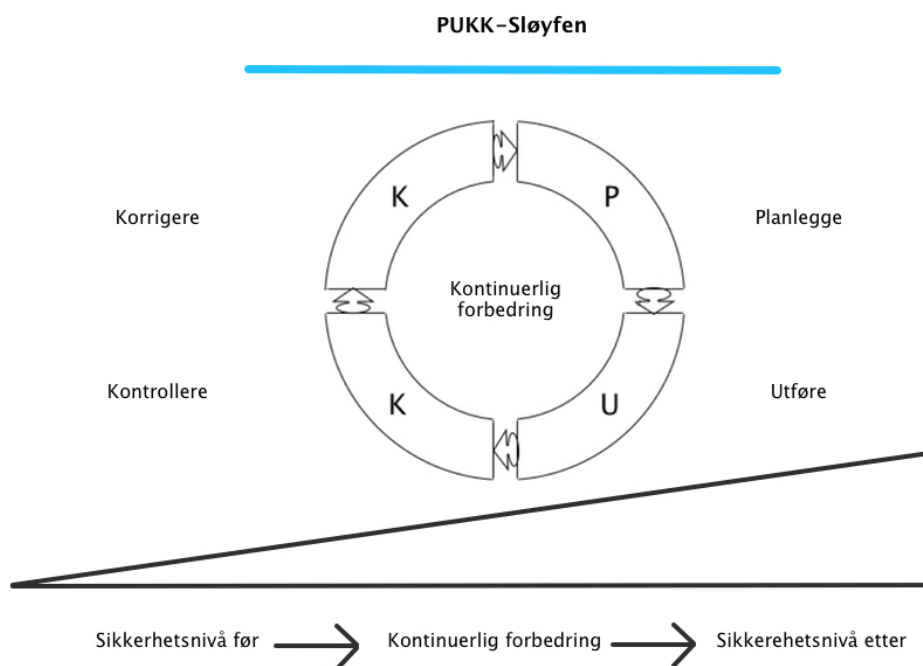 PUKK-Sløyfen
K
P
Korrigere
Planlegge
Kontinuerlig
forbedring
Kontrollere
K
U
Utføre
Sikkerhetsnivå før
Kontinuerlig forbedring
Sikkerehetsnivå etter